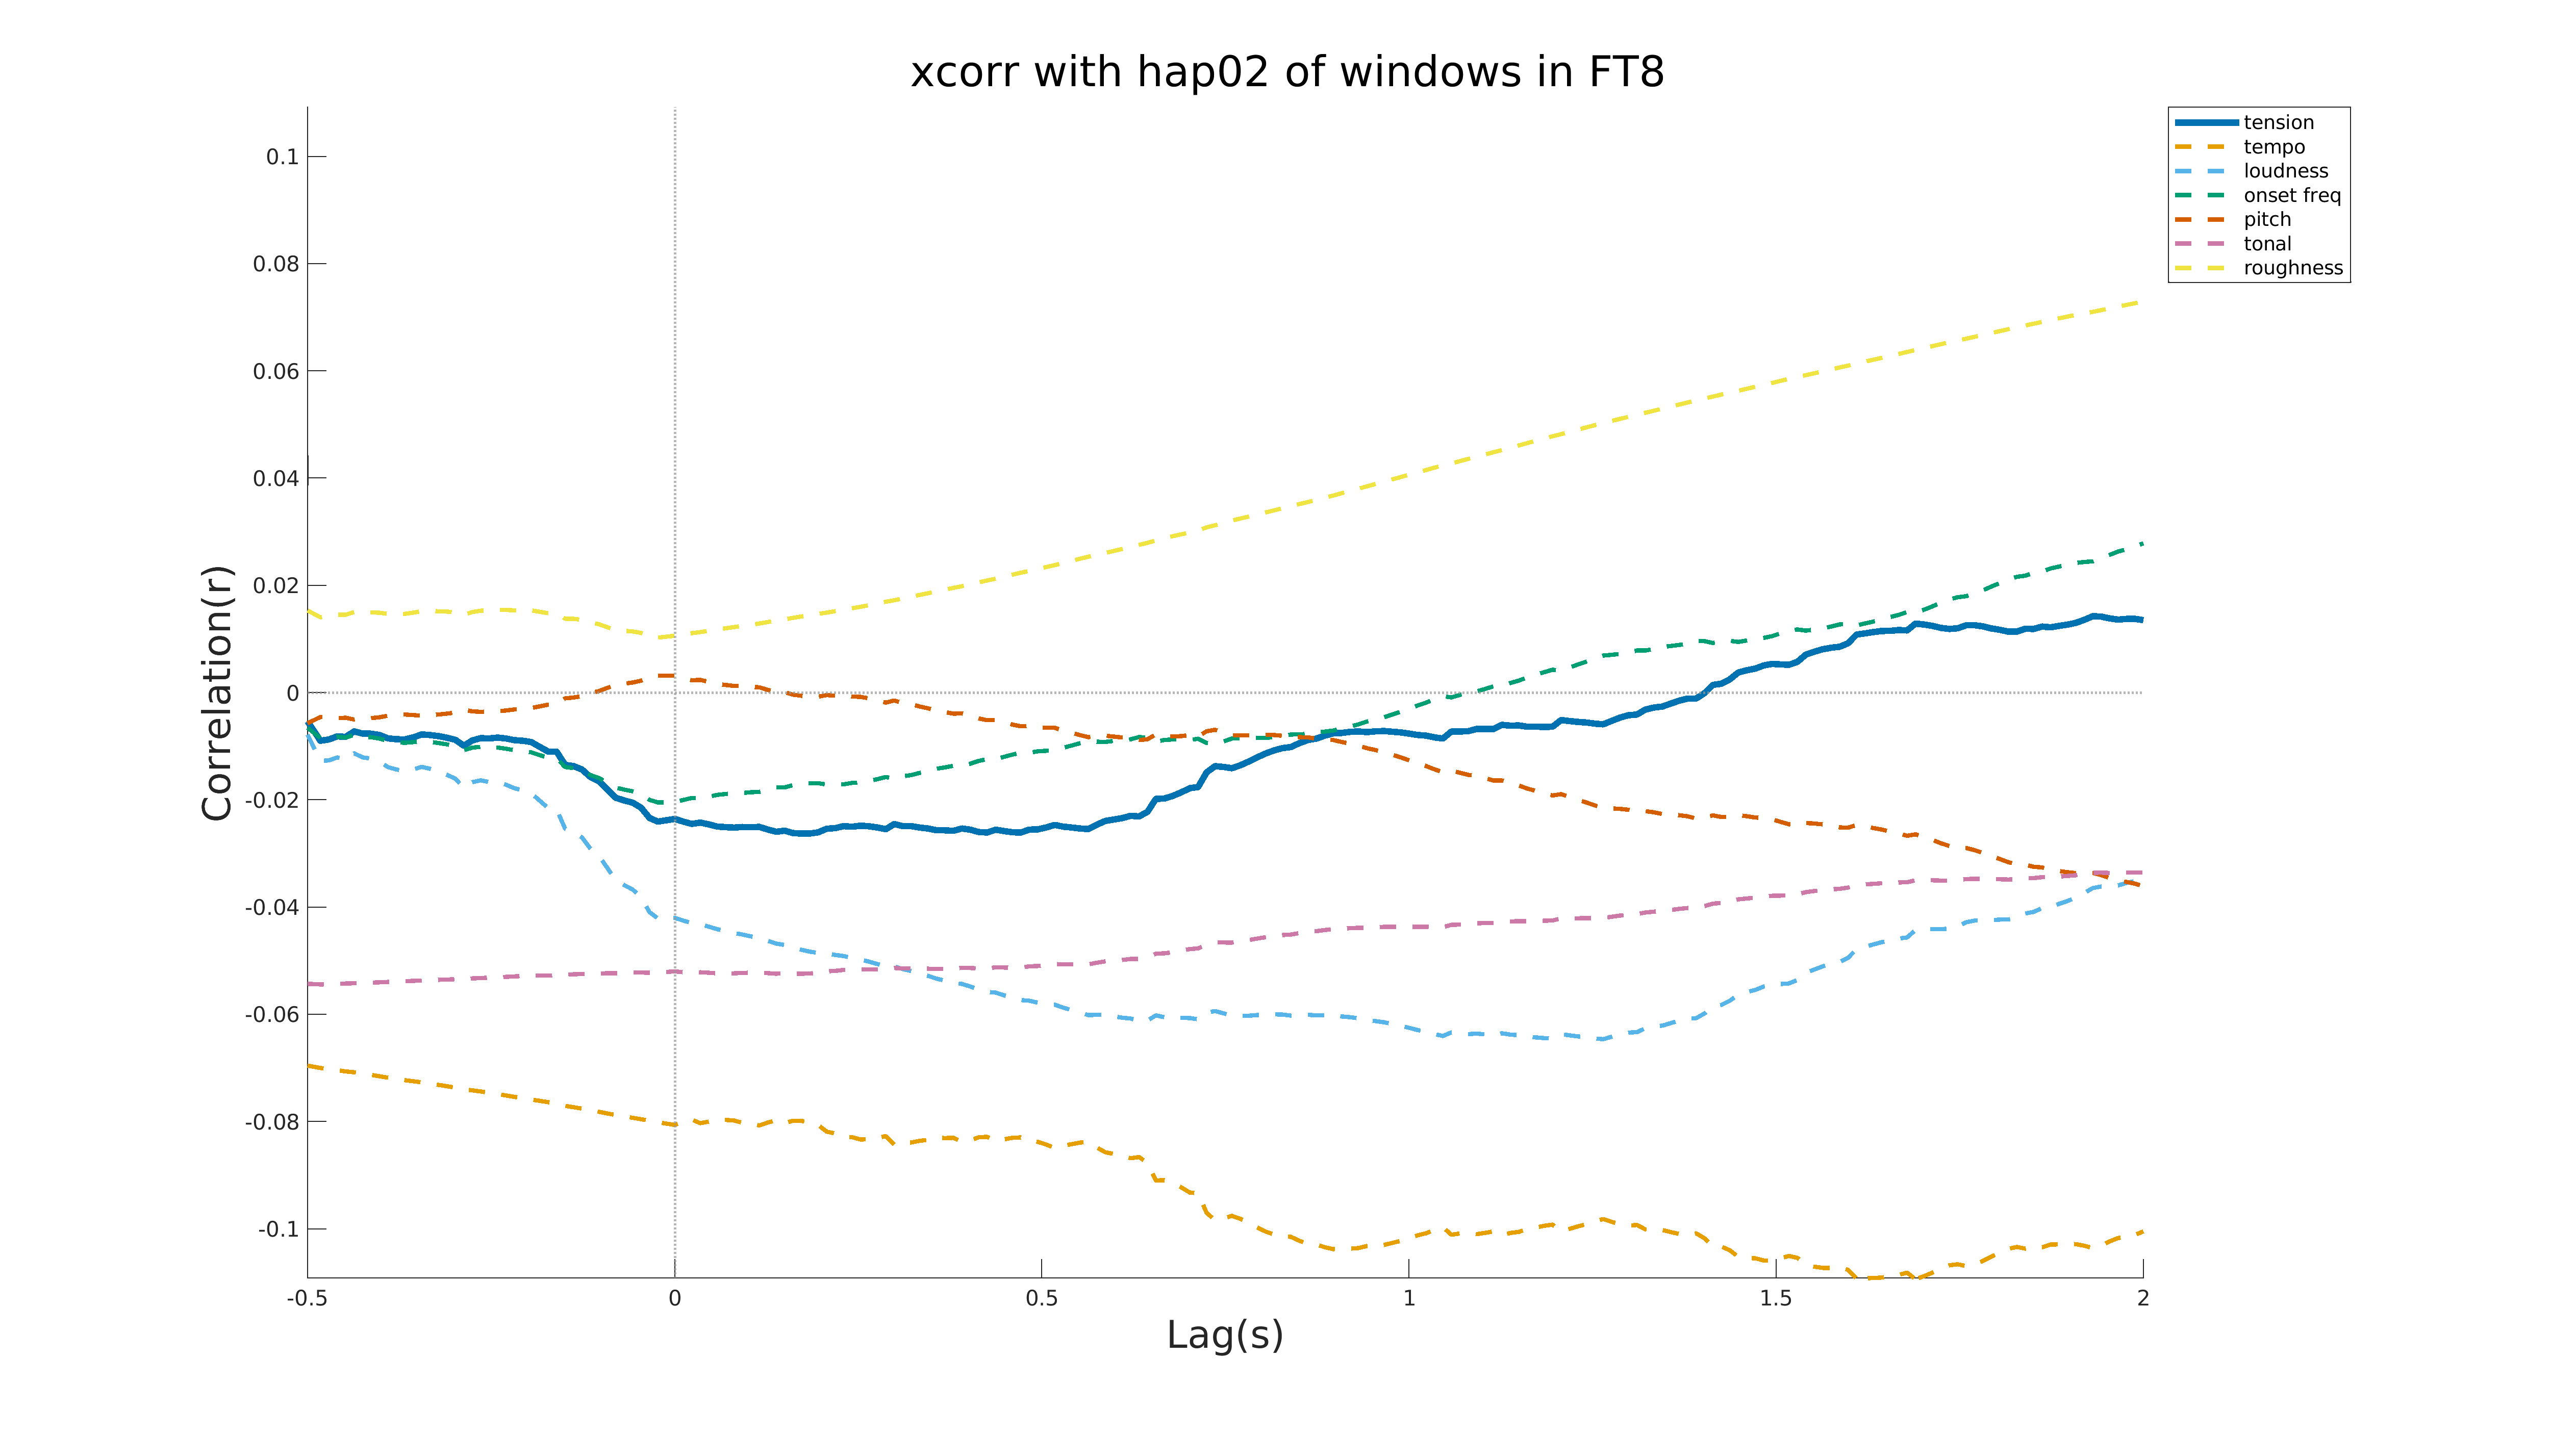 xcorr with hap02 of windows in FT8
tension
tempo
loudness
onset freq
pitch
tonal
roughness
0.1
0.08
0.06
0.04
0.02
0
-0.02
-0.04
-0.06
-0.08
-0.1
Correlation(r)
-0.5
0
0.5
1
1.5
2
Lag(s)